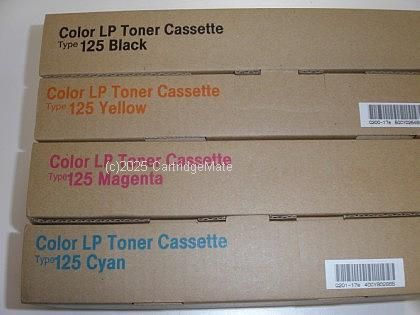 Color LP Toner Cassette
Type 125 Black
Color LP Toner Cassette
Type 125 Yellow
Color LP Toner Cassette
(c)2025 CartridgeMate
Type 125 Magenta
Color LP Toner Cassette
Type 125 Cyan